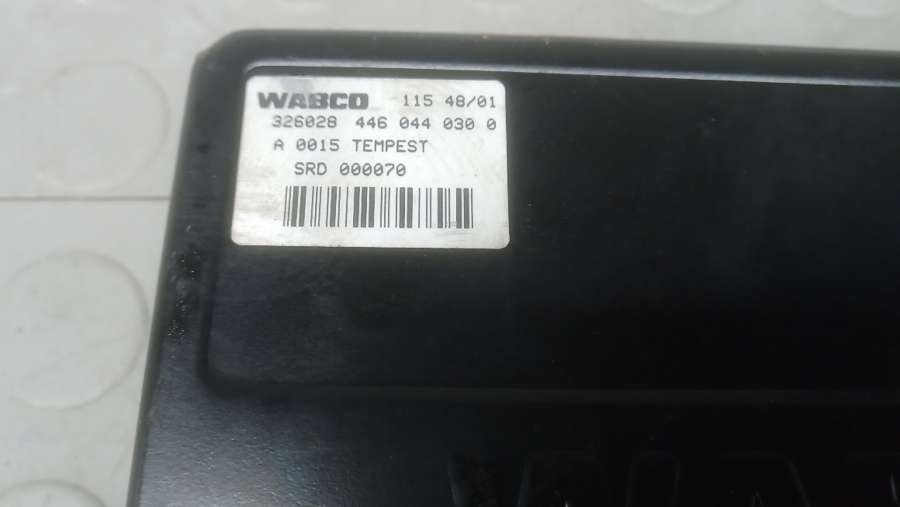 WABCO 115 48/01
326028 446 044 030 0
A 0015 TEMPEST
SRD 000070